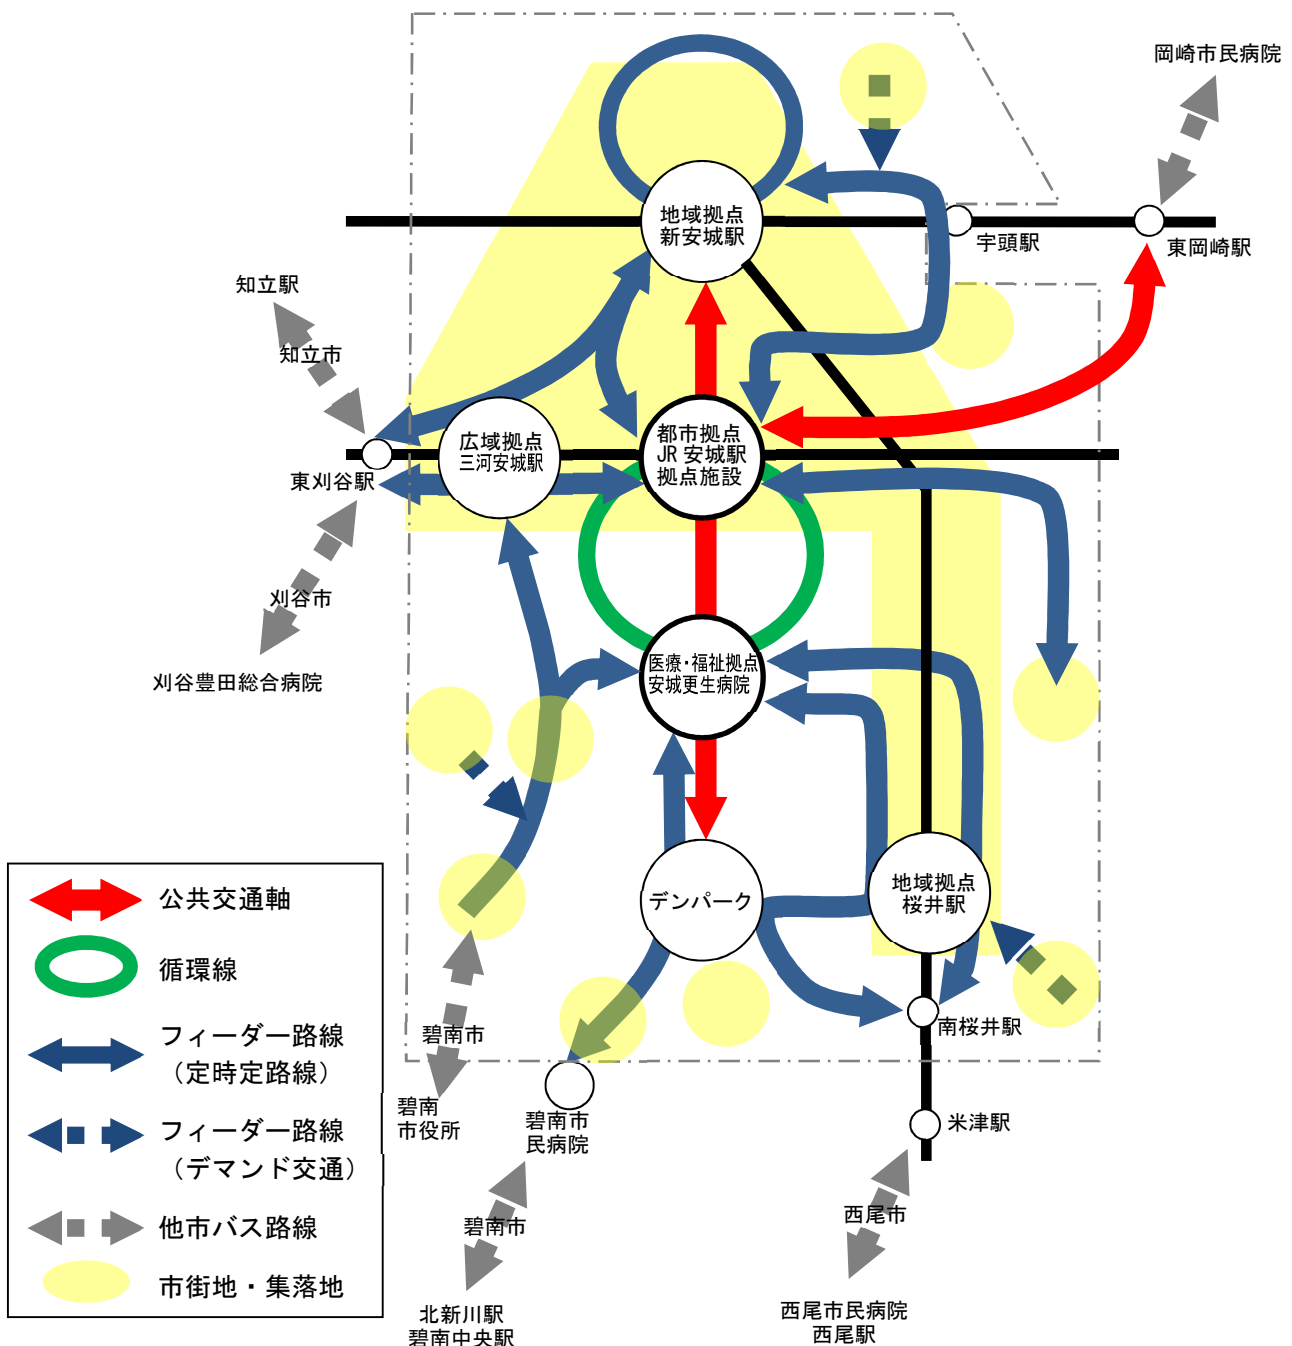 岡崎市民病院
地域拠点
新安城駅
宇頭駅
東岡崎駅
知立駅
知立市
広域拠点
三河安城駅
都市拠点
JR 安城駅
拠点施設
東刈谷駅
刈谷市
刈谷豊田総合病院
医療・福祉拠点
安城更生病院
デンパーク
地域拠点
桜井駅
南桜井駅
碧南市
碧南
市役所
碧南市
民病院
米津駅
碧南市
西尾市
北新川駅
碧南中央駅
西尾市民病院
西尾駅
公共交通軸
循環線
フィーダー路線
（定時定路線）
フィーダー路線
（デマンド交通）
他市バス路線
市街地・集落地